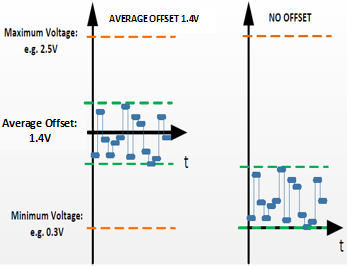 AVERAGE OFFSET 1.4V
NO OFFSET
Maximum Voltage:
e.g. 2.5V
Average Offset:
1.4V
t
Minimum Voltage:
e.g. 0.3V
t